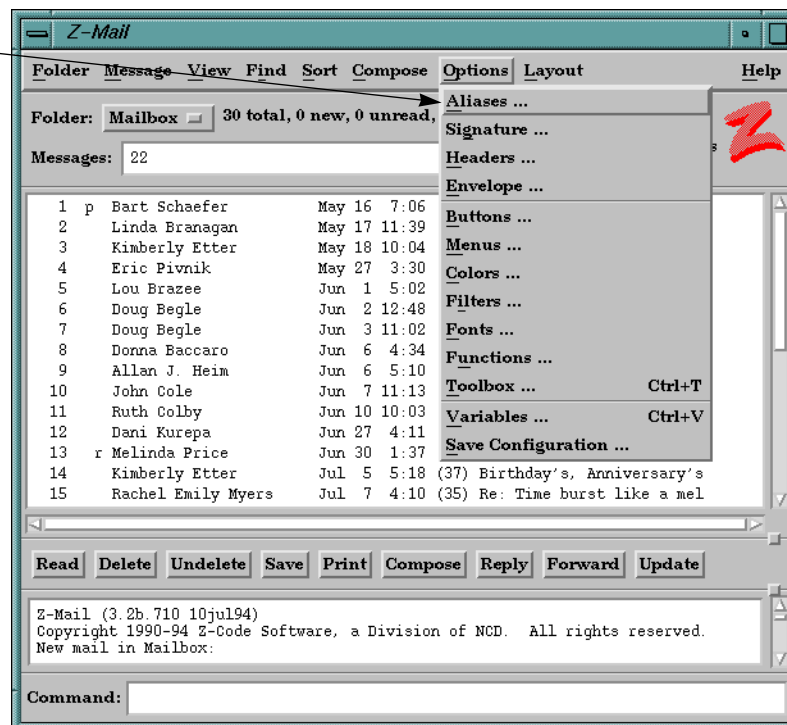 Z-Mail
Folder Message View Find Sort Compose Options Layout Help
Folder: Mailbox 30 total, 0 new, 0 unread,
Messages: 22
Aliases ...
Signature ...
Headers ...
Envelope ...
Buttons ...
Menus ...
Colors ...
Filters ...
Fonts ...
Functions ...
Toolbox ... Ctrl+T
Variables ... Ctrl+V
Save Configuration ...
1 p Bart Schaefer May 16 7:06
2 Linda Branagan May 17 11:39
3 Kimberly Etter May 18 10:04
4 Eric Pivnik May 27 3:30
5 Lou Brazee Jun 1 5:02
6 Doug Begle Jun 2 12:48
7 Doug Begle Jun 3 11:02
8 Donna Baccaro Jun 6 4:34
9 Allan J. Heim Jun 6 5:10
10 John Cole Jun 7 11:13
11 Ruth Colby Jun 10 10:03
12 Dani Kurepa Jun 27 4:11
13 r Melinda Price Jun 30 1:37
14 Kimberly Etter Jul 5 5:18 (37) Birthday's, Anniversary's
15 Rachel Emily Myers Jul 7 4:10 (35) Re: Time burst like a mel
Read Delete Undelete Save Print Compose Reply Forward Update
Z-Mail (3.2b.710 10jul94)
Copyright 1990-94 Z-Code Software, a Division of NCD. All rights reserved.
New mail in Mailbox:
Command: